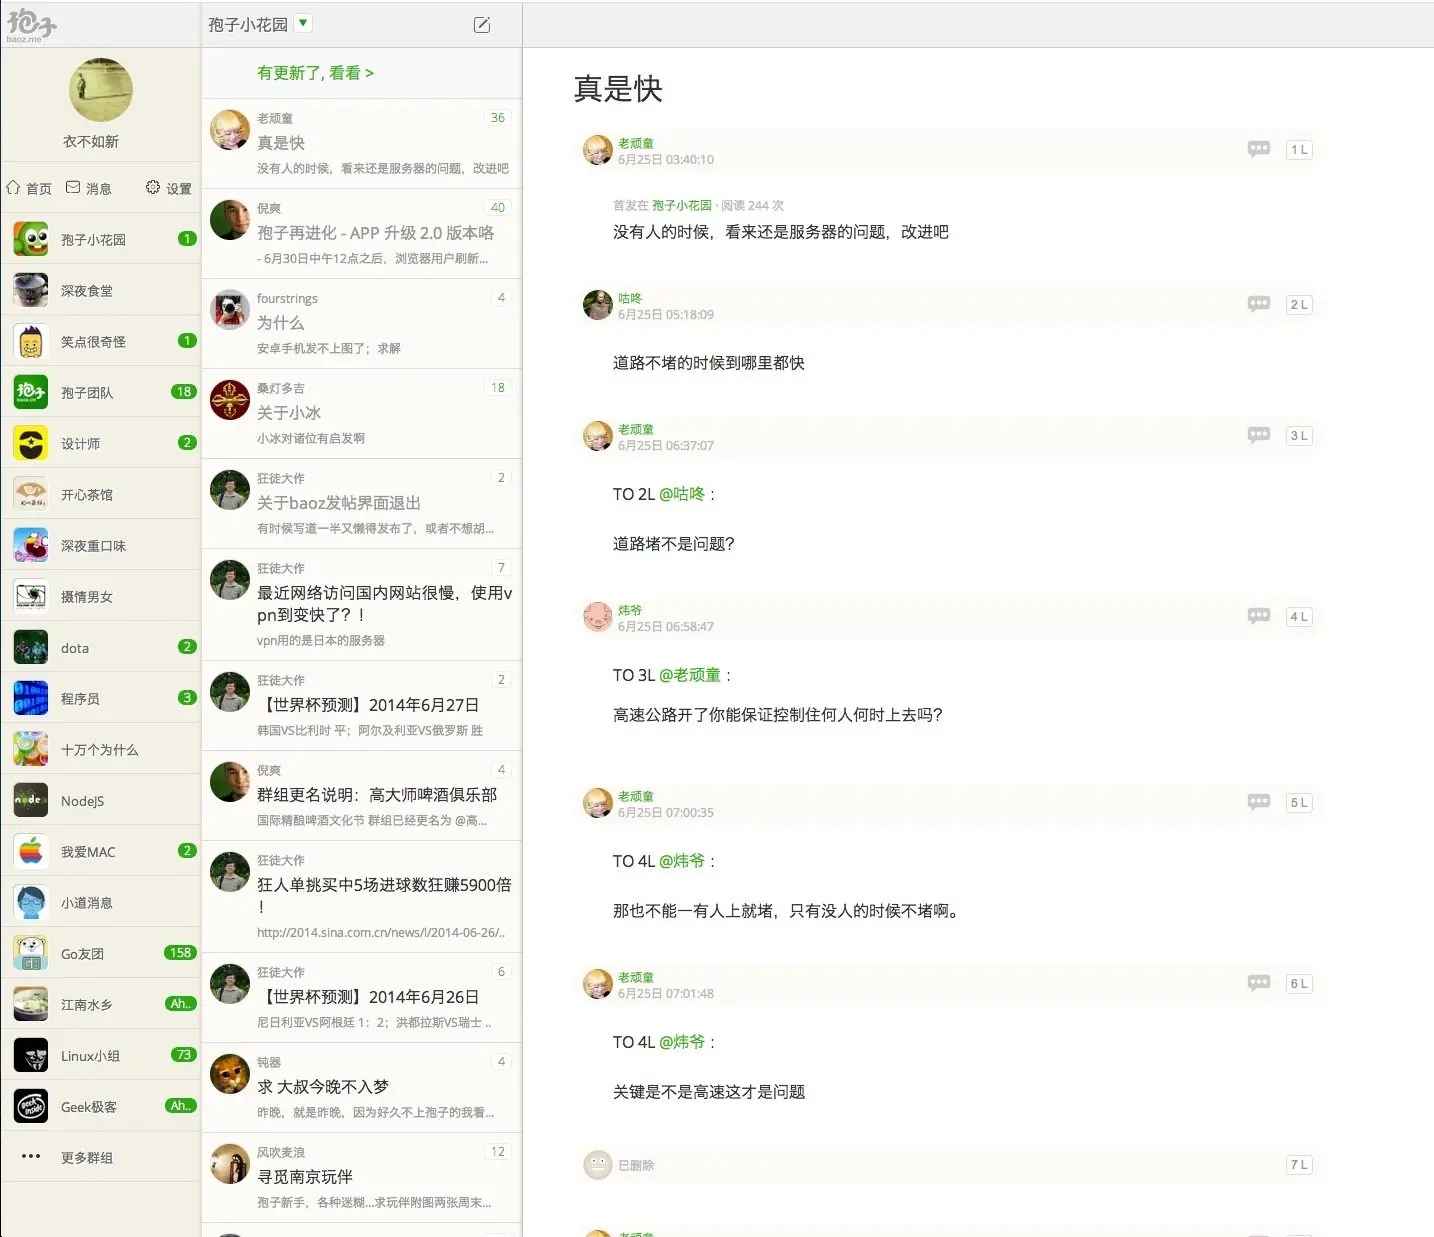 孢子
baoz.me
衣不如新
首页 消息 设置
孢子小花园 1
深夜食堂
笑点很奇怪 1
孢子团队 18
设计师 2
开心茶馆
深夜重口味
摄情男女
dota 2
程序员 3
十万个为什么
NodeJS
我爱MAC 2
小道消息
Go友团 158
江南水乡 Ah..
Linux小组 73
Geek极客 Ah..
更多群组
孢子小花园
有更新了, 看看 >
老顽童 36
真是快
没有人的时候，看来还是服务器的问题，改进吧
倪爽 40
孢子再进化 - APP 升级 2.0 版本咯
- 6月30日中午12点之后，浏览器用户刷新...
fourstrings 4
为什么
安卓手机发不上图了；求解
桑灯多吉 18
关于小冰
小冰对诸位有启发啊
狂徒大作 2
关于baoz发帖界面退出
有时候写道一半又懒得发布了，或者不想胡...
狂徒大作 7
最近网络访问国内网站很慢，使用v
pn到变快了？！
vpn用的是日本的服务器
狂徒大作 2
【世界杯预测】2014年6月27日
韩国VS比利时 平；阿尔及利亚VS俄罗斯 胜
倪爽 4
群组更名说明：高大师啤酒俱乐部
国际精酿啤酒文化节 群组已经更名为 @高...
狂徒大作
狂人单挑买中5场进球数狂赚5900倍
！
http://2014.sina.com.cn/news/l/2014-06-26/..
狂徒大作 6
【世界杯预测】2014年6月26日
尼日利亚VS阿根廷 1：2；洪都拉斯VS瑞士 ..
钝器 4
求 大叔今晚不入梦
昨晚，就是昨晚，因为好久不上孢子的我看...
风吹麦浪 12
寻觅南京玩伴
孢子新手，各种迷糊...求玩伴附图两张周末...
真是快
老顽童 1 L
6月25日 03:40:10
首发在 孢子小花园 · 阅读 244 次
没有人的时候，看来还是服务器的问题，改进吧
咕咚 2 L
6月25日 05:18:09
道路不堵的时候到哪里都快
老顽童 3 L
6月25日 06:37:07
TO 2L @咕咚：
道路堵不是问题?
炜爷 4 L
6月25日 06:58:47
TO 3L @老顽童：
高速公路开了你能保证控制住何人何时上去吗?
老顽童 5 L
6月25日 07:00:35
TO 4L @炜爷：
那也不能一有人上就堵，只有没人的时候不堵啊。
老顽童 6 L
6月25日 07:01:48
TO 4L @炜爷：
关键是不是高速这才是问题
已删除 7 L
老顽童